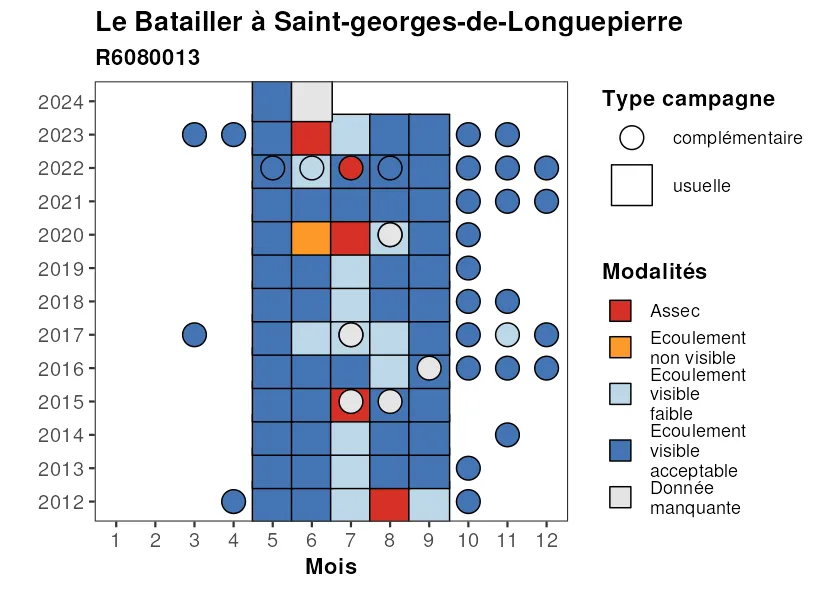 Le Batailler à Saint-georges-de-Longuepierre
R6080013
2024
2023
2022
2021
2020
2019
2018
2017
2016
2015
2014
2013
2012
1 2 3 4 5 6 7 8 9 10 11 12
Mois
Type campagne
complémentaire
usuelle
Modalités
Assec
Ecoulement
non visible
Ecoulement
visible
faible
Ecoulement
visible
acceptable
Donnée
manquante